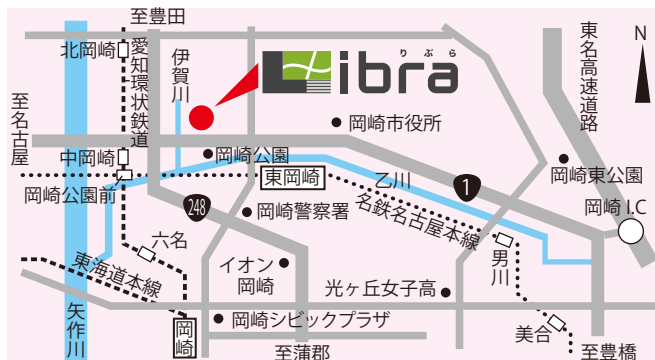 至豊田
北岡崎
愛知環状鉄道
伊賀川
りぶら
Libra
東名高速道路
N
至名古屋
岡崎市役所
中岡崎
岡崎公園
岡崎東公園
岡崎公園前
東岡崎
乙川
1
岡崎I.C
248
岡崎警察署
名鉄名古屋本線
六名
男川
東海道本線
イオン
岡崎
光ヶ丘女子高
矢作川
岡崎
岡崎シビックプラザ
美合
至蒲郡
至豊橋